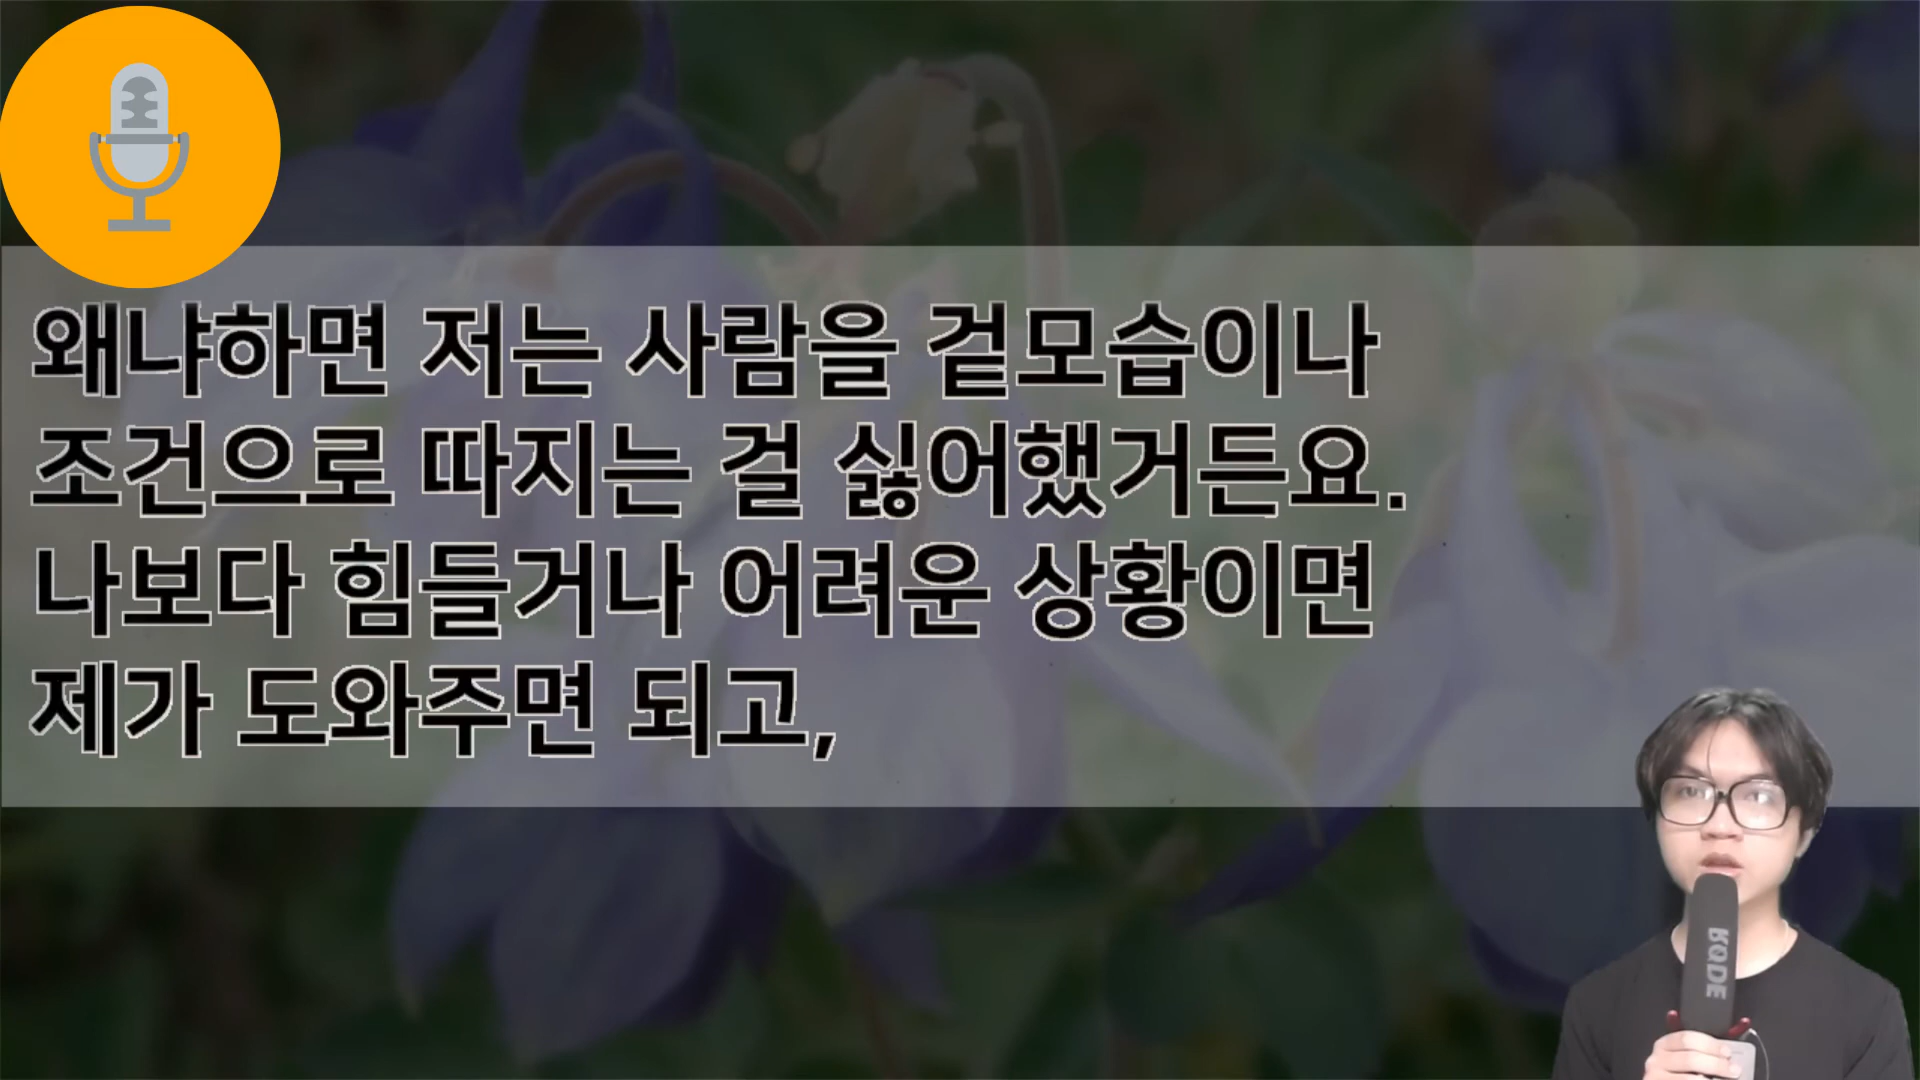 왜냐하면 저는 사람을 겉모습이나
조건으로 따지는 걸 싫어했거든요.
나보다 힘들거나 어려운 상황이면
제가 도와주면 되고,
RODE